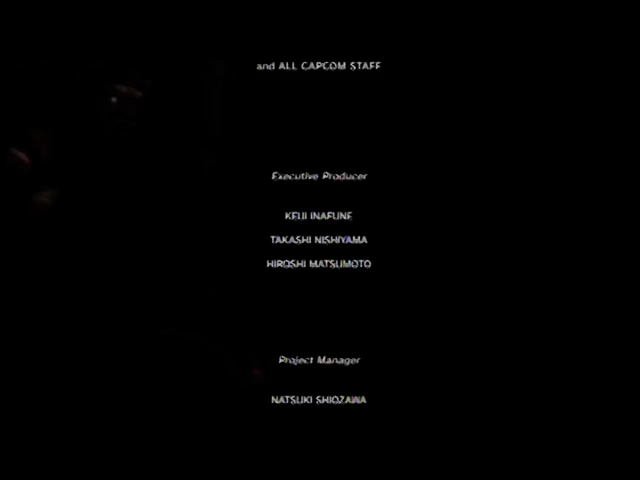 and ALL CAPCOM STAFF
Executive Producer
KEIJI INAFUNE
TAKASHI NISHIYAMA
HIROSHI MATSUMOTO
Project Manager
NATSUKI SHIOZAWA